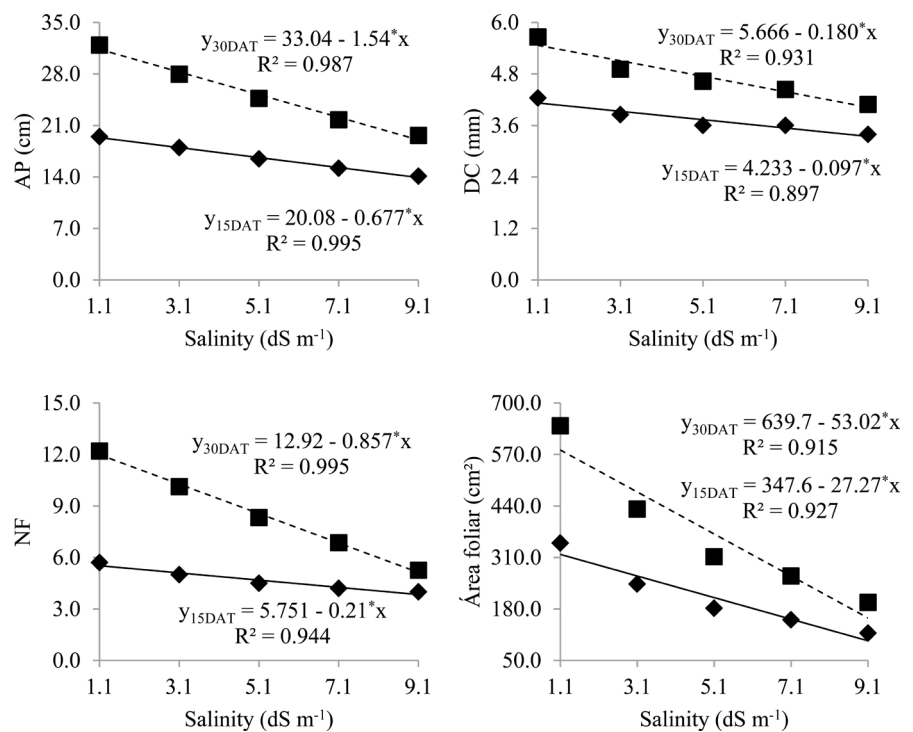 35.0
28.0
21.0
14.0
7.0
0.0
AP (cm)
y30DAT = 33.04 - 1.54*x
R² = 0.987
y15DAT = 20.08 - 0.677*x
R² = 0.995
1.1 3.1 5.1 7.1 9.1
Salinity (dS m⁻¹)
6.0
4.8
3.6
2.4
1.2
0.0
DC (mm)
y30DAT = 5.666 - 0.180*x
R² = 0.931
y15DAT = 4.233 - 0.097*x
R² = 0.897
1.1 3.1 5.1 7.1 9.1
Salinity (dS m⁻¹)
15.0
12.0
9.0
6.0
3.0
0.0
NF
y30DAT = 12.92 - 0.857*x
R² = 0.995
y15DAT = 5.751 - 0.21*x
R² = 0.944
1.1 3.1 5.1 7.1 9.1
Salinity (dS m⁻¹)
700.0
570.0
440.0
310.0
180.0
50.0
Área foliar (cm²)
y30DAT = 639.7 - 53.02*x
R² = 0.915
y15DAT = 347.6 - 27.27*x
R² = 0.927
1.1 3.1 5.1 7.1 9.1
Salinity (dS m⁻¹)